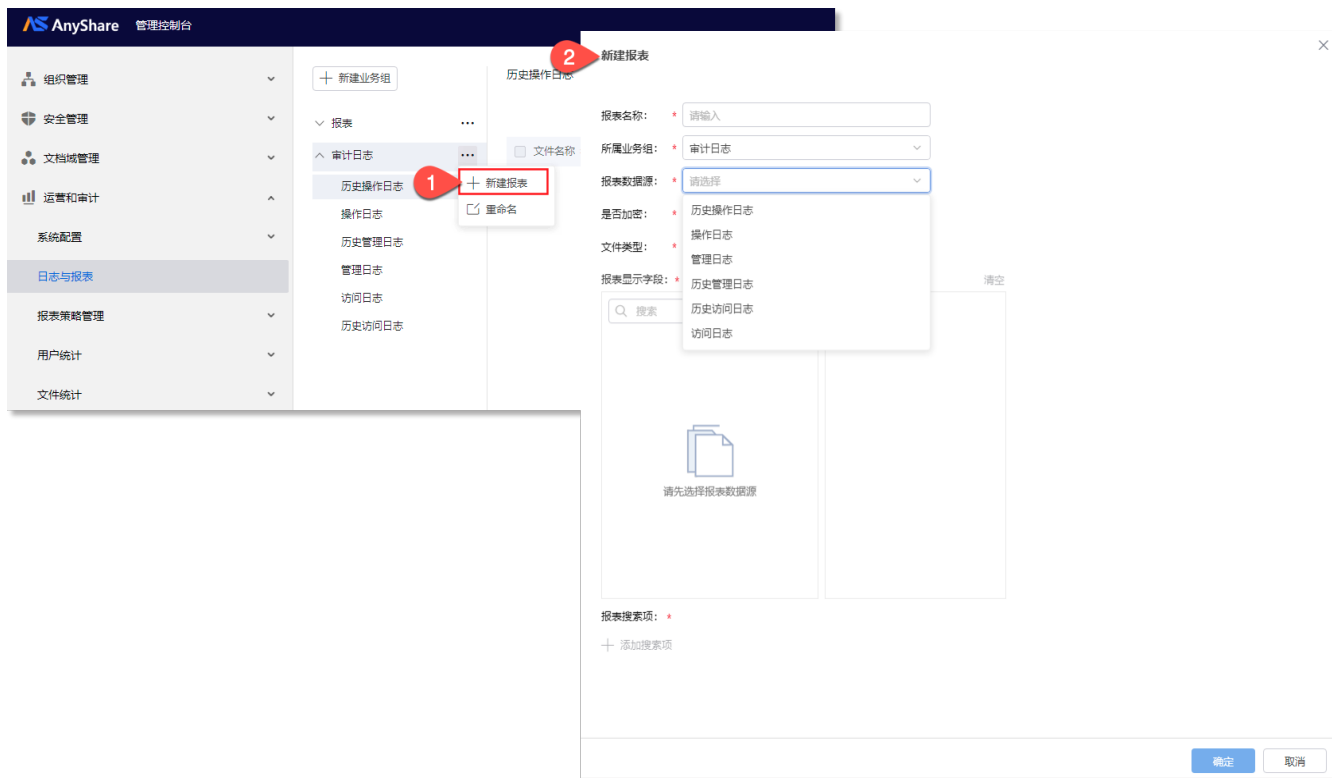 AnyShare 管理控制台
组织管理
安全管理
文档域管理
运营和审计
系统配置
日志与报表
报表策略管理
用户统计
文件统计
新建业务组
报表
审计日志
历史操作日志
操作日志
历史管理日志
管理日志
访问日志
历史访问日志
历史操作日志
文件名称
1
新建报表
重命名
2
新建报表
报表名称: * 请输入
所属业务组: * 审计日志
报表数据源: * 请选择
是否加密: *
文件类型: *
报表显示字段: *
清空
历史操作日志
操作日志
管理日志
历史管理日志
历史访问日志
访问日志
搜索
请先选择报表数据源
报表搜索项: *
添加搜索项
确定
取消